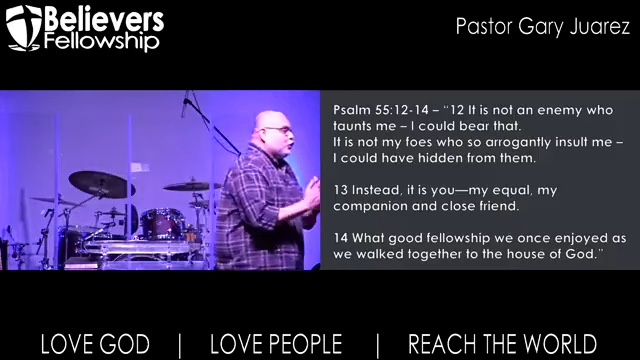 Believers
Fellowship
Pastor Gary Juarez
Psalm 55:12-14 – “12 It is not an enemy who
taunts me – I could bear that.
It is not my foes who so arrogantly insult me –
I could have hidden from them.
13 Instead, it is you—my equal, my
companion and close friend.
14 What good fellowship we once enjoyed as
we walked together to the house of God.”
LOVE GOD | LOVE PEOPLE | REACH THE WORLD